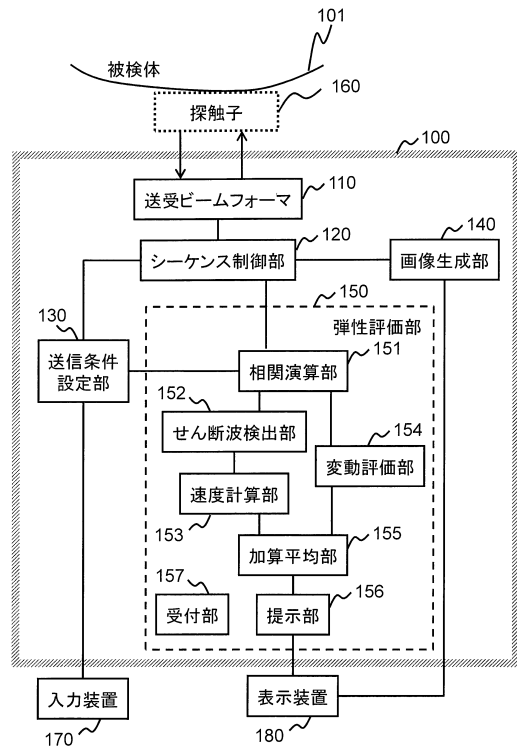 101
被検体
160
探触子
100
110
送受ビームフォーマ
120
シーケンス制御部
140
画像生成部
150
弾性評価部
130
送信条件
設定部
151
相関演算部
152
せん断波検出部
154
変動評価部
速度計算部
153
155
加算平均部
157
受付部
156
提示部
入力装置
170
表示装置
180